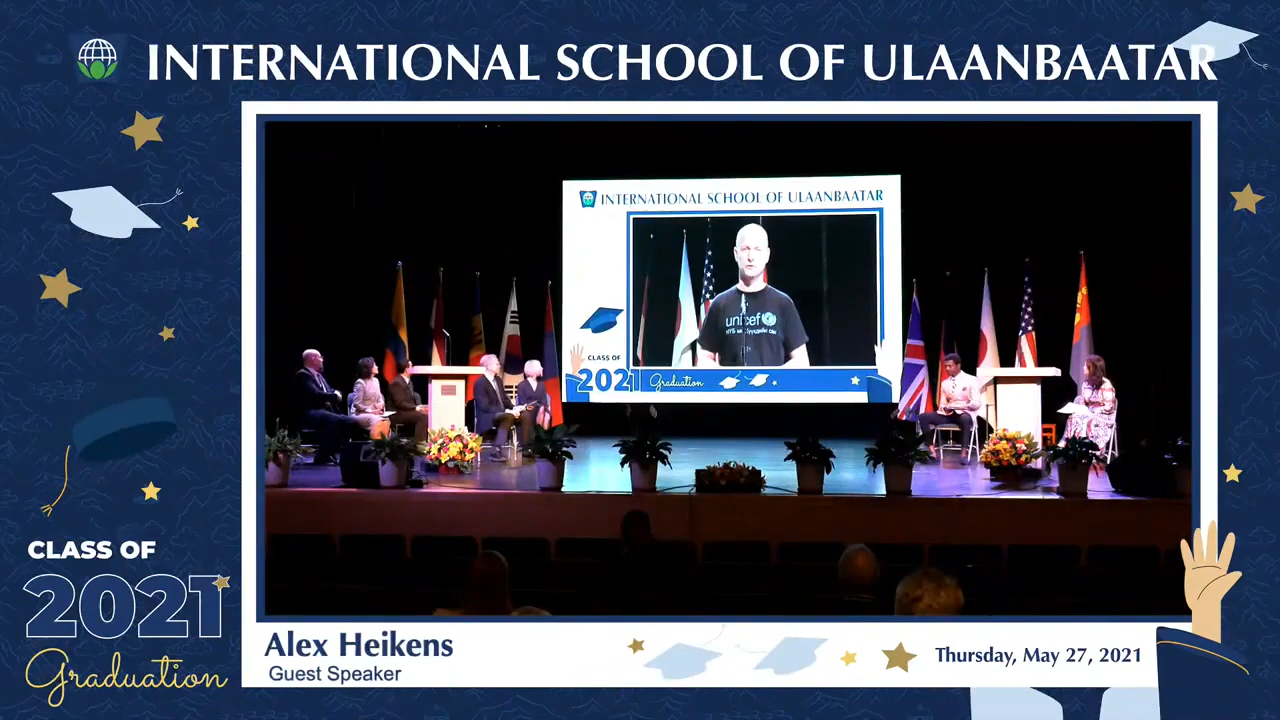 INTERNATIONAL SCHOOL OF ULAANBAATAR
INTERNATIONAL SCHOOL OF ULAANBAATAR
unicef
CLASS OF
2021
Graduation
CLASS OF
2021
Graduation
Alex Heikens
Guest Speaker
Thursday, May 27, 2021